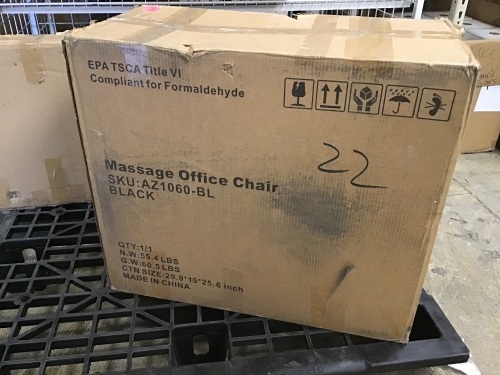 EPA TSCA Title VI
Compliant for Formaldehyde
22
Massage Office Chair
SKU:AZ1060-BL
BLACK
QTY:1/1
N.W:55.4 LBS
G.W:60.5 LBS
CTN SIZE:29.9*15*25.6 inch
MADE IN CHINA